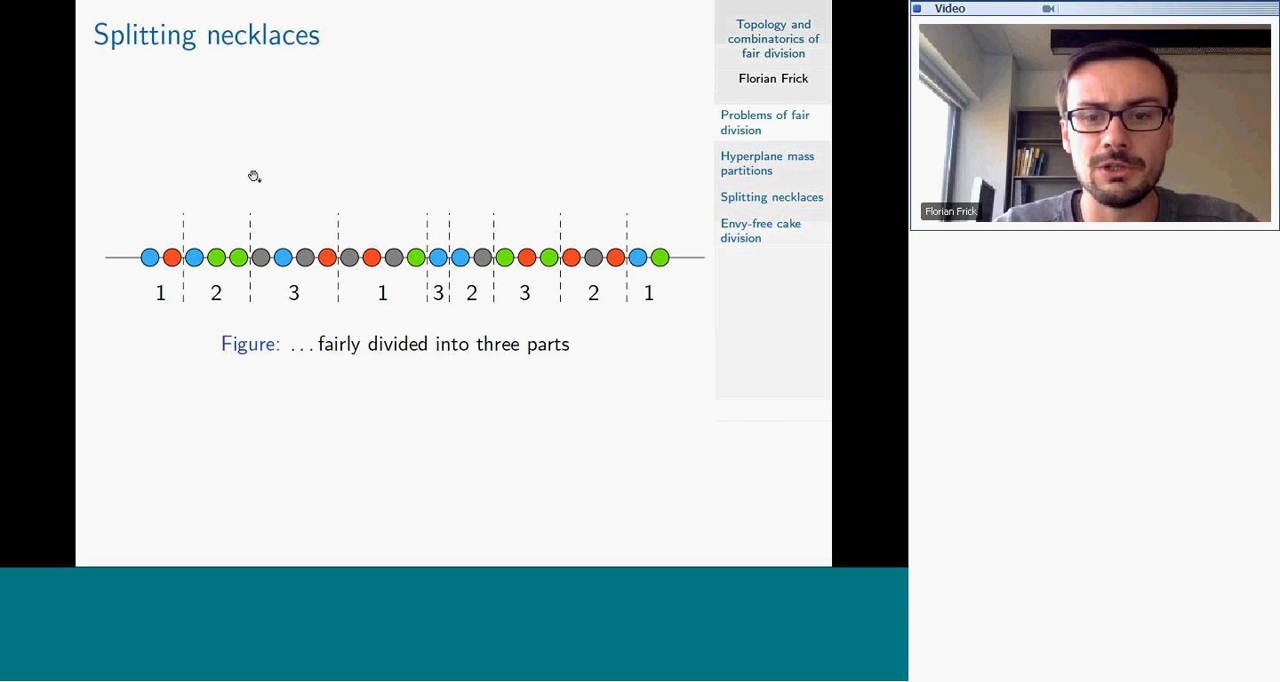 Splitting necklaces
1 2 3 1 3 2 3 2 1
Figure: ... fairly divided into three parts
Topology and
combinatorics of
fair division
Florian Frick
Problems of fair
division
Hyperplane mass
partitions
Splitting necklaces
Envy-free cake
division
Video
Florian Frick